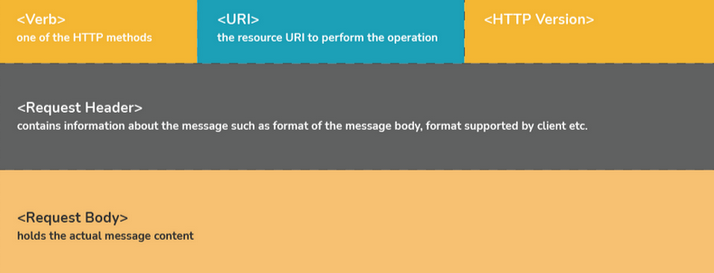 <Verb>
one of the HTTP methods
<URI>
the resource URI to perform the operation
<HTTP Version>
<Request Header>
contains information about the message such as format of the message body, format supported by client etc.
<Request Body>
holds the actual message content